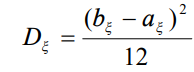 D_ξ = (b_ξ − a_ξ)² / 12